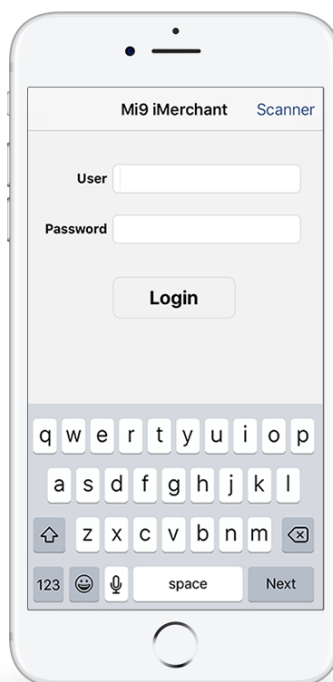 Mi9 iMerchant Scanner
User
Password
Login
q w e r t y u i o p
a s d f g h j k l
z x c v b n m
123 space Next